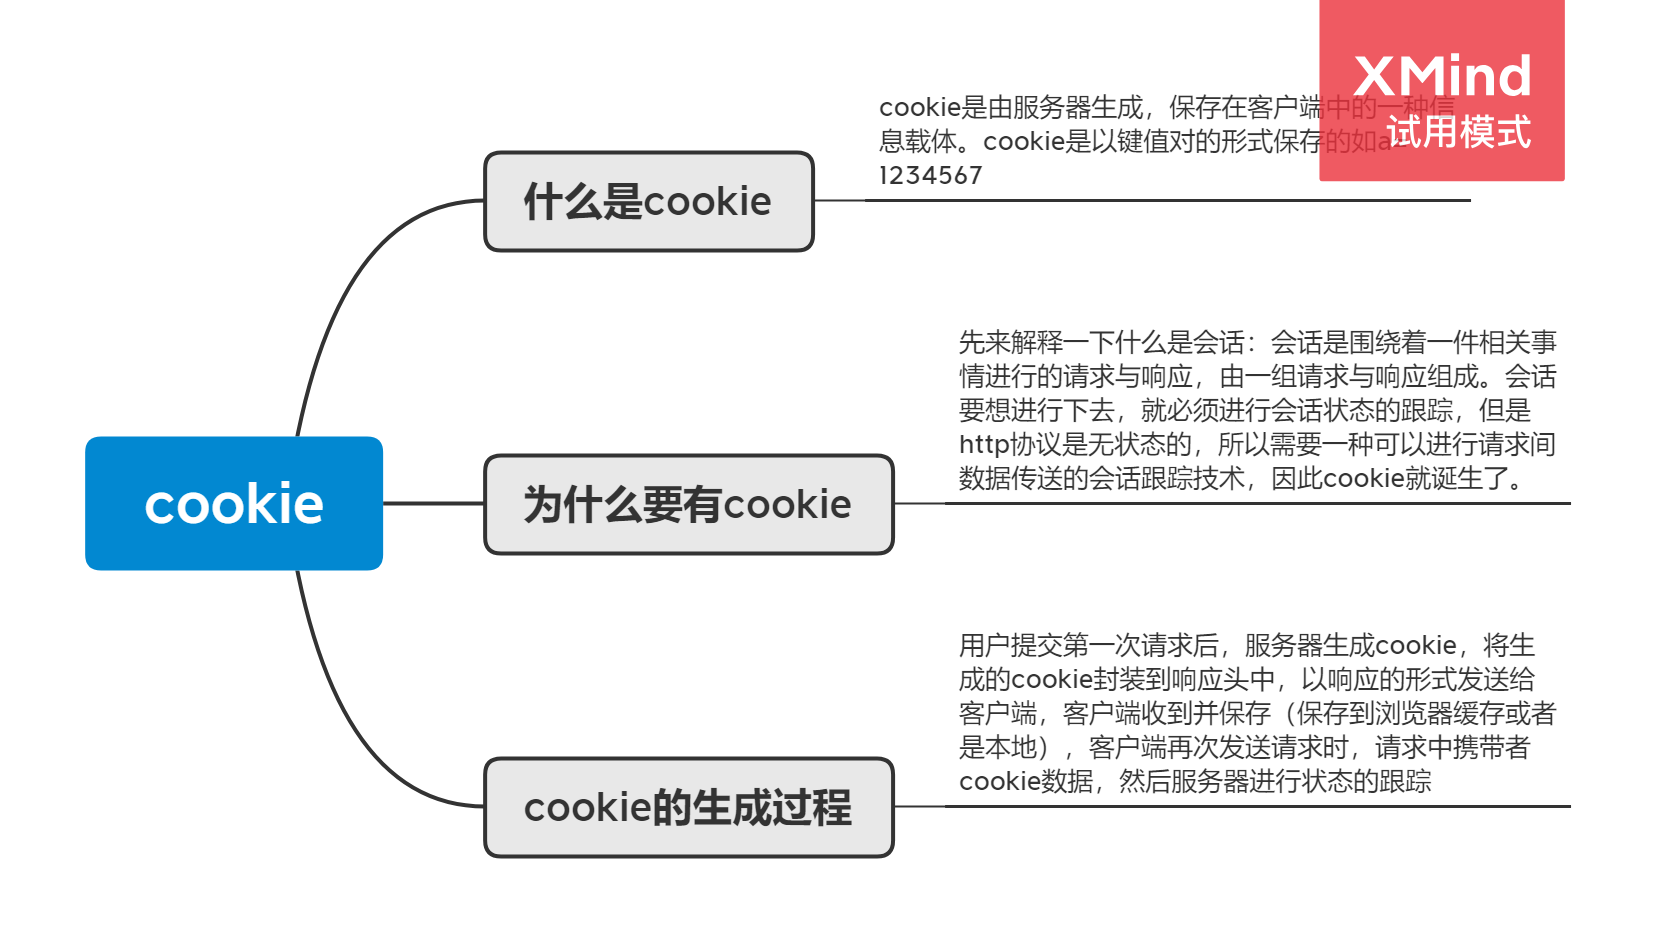 XMind
试用模式
cookie是由服务器生成，保存在客户端中的一种信
息载体。cookie是以键值对的形式保存的如a=
1234567
什么是cookie
先来解释一下什么是会话：会话是围绕着一件相关事
情进行的请求与响应，由一组请求与响应组成。会话
要想进行下去，就必须进行会话状态的跟踪，但是
http协议是无状态的，所以需要一种可以进行请求间
数据传送的会话跟踪技术，因此cookie就诞生了。
cookie
为什么要有cookie
用户提交第一次请求后，服务器生成cookie，将生
成的cookie封装到响应头中，以响应的形式发送给
客户端，客户端收到并保存（保存到浏览器缓存或者
是本地），客户端再次发送请求时，请求中携带者
cookie数据，然后服务器进行状态的跟踪
cookie的生成过程